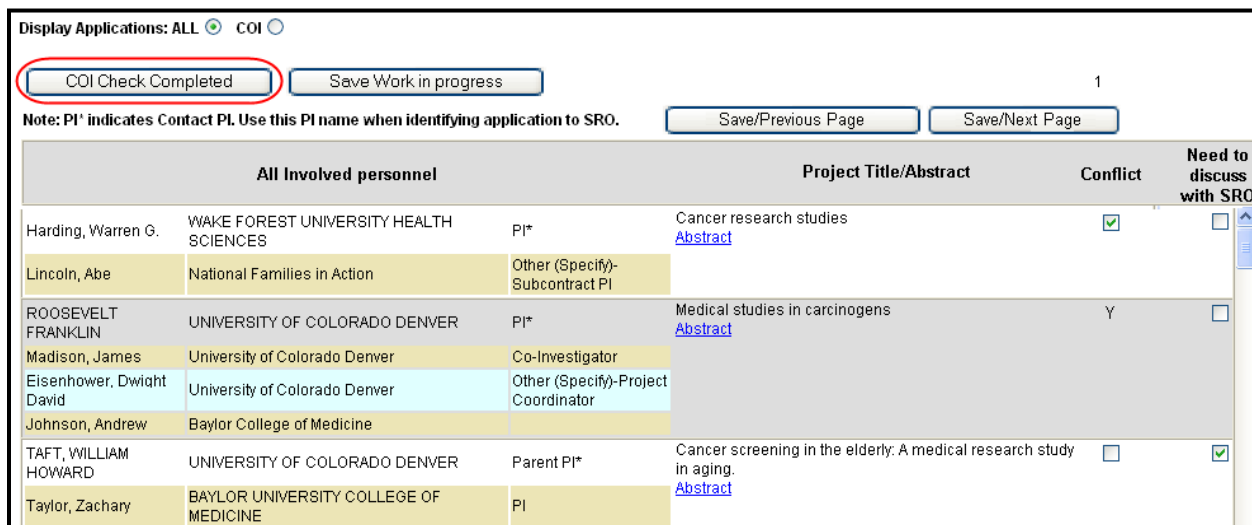 Display Applications: ALL COI
COI Check Completed Save Work in progress 1
Note: PI* indicates Contact PI. Use this PI name when identifying application to SRO. Save/Previous Page Save/Next Page
All Involved personnel Project Title/Abstract Conflict Need to discuss with SRO
Harding, Warren G. WAKE FOREST UNIVERSITY HEALTH SCIENCES PI* Cancer research studies
Abstract
Lincoln, Abe National Families in Action Other (Specify)-Subcontract PI
ROOSEVELT FRANKLIN UNIVERSITY OF COLORADO DENVER PI* Medical studies in carcinogens Y
Abstract
Madison, James University of Colorado Denver Co-Investigator
Eisenhower, Dwight David University of Colorado Denver Other (Specify)-Project Coordinator
Johnson, Andrew Baylor College of Medicine
TAFT, WILLIAM HOWARD UNIVERSITY OF COLORADO DENVER Parent PI* Cancer screening in the elderly: A medical research study in aging.
Abstract
Taylor, Zachary BAYLOR UNIVERSITY COLLEGE OF MEDICINE PI